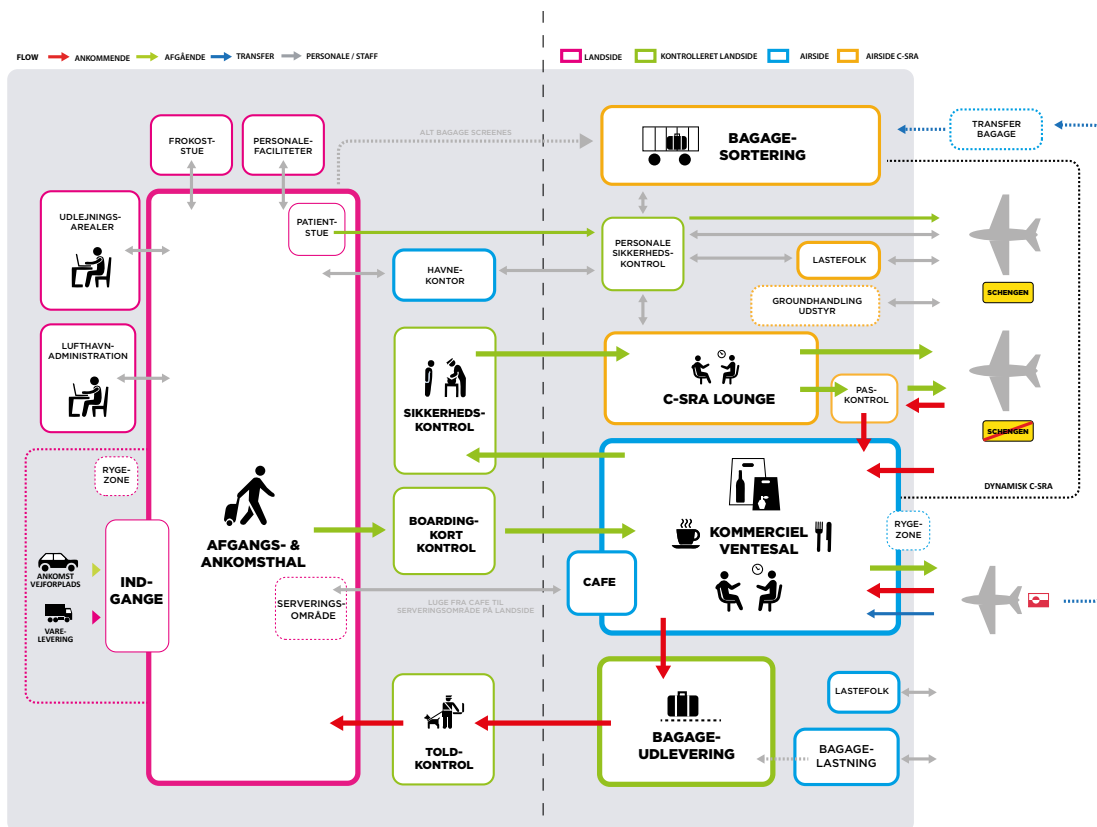 FLOW
ANKOMMENDE
AFGÅENDE
TRANSFER
PERSONALE / STAFF
LANDSIDE
KONTROLLERET LANDSIDE
AIRSIDE
AIRSIDE C-SRA
FROKOST-
STUE
PERSONALE-
FACILITETER
ALT BAGAGE SCREENES
BAGAGE-
SORTERING
TRANSFER
BAGAGE
UDLEJNINGS-
AREALER
PATIENT-
STUE
PERSONALE
SIKKERHEDS-
KONTROL
HAVNE-
KONTOR
LASTEFOLK
GROUNDHANDLING
UDSTYR
SCHENGEN
LUFTHAVN-
ADMINISTRATION
SIKKERHEDS-
KONTROL
C-SRA LOUNGE
PAS-
KONTROL
SCHENGEN
DYNAMISK C-SRA
RYGE-
ZONE
AFGANGS- &
ANKOMSTHAL
BOARDING-
KORT
KONTROL
KOMMERCIEL
VENTESAL
RYGE-
ZONE
ANKOMST
VEJFORPLADS
VARE-
LEVERING
IND-
GANGE
CAFE
SERVERINGS-
OMRÅDE
LUGE FRA CAFE TIL
SERVERINGSOMRÅDE PÅ LANDSIDE
TOLD-
KONTROL
BAGAGE-
UDLEVERING
LASTEFOLK
BAGAGE-
LASTNING